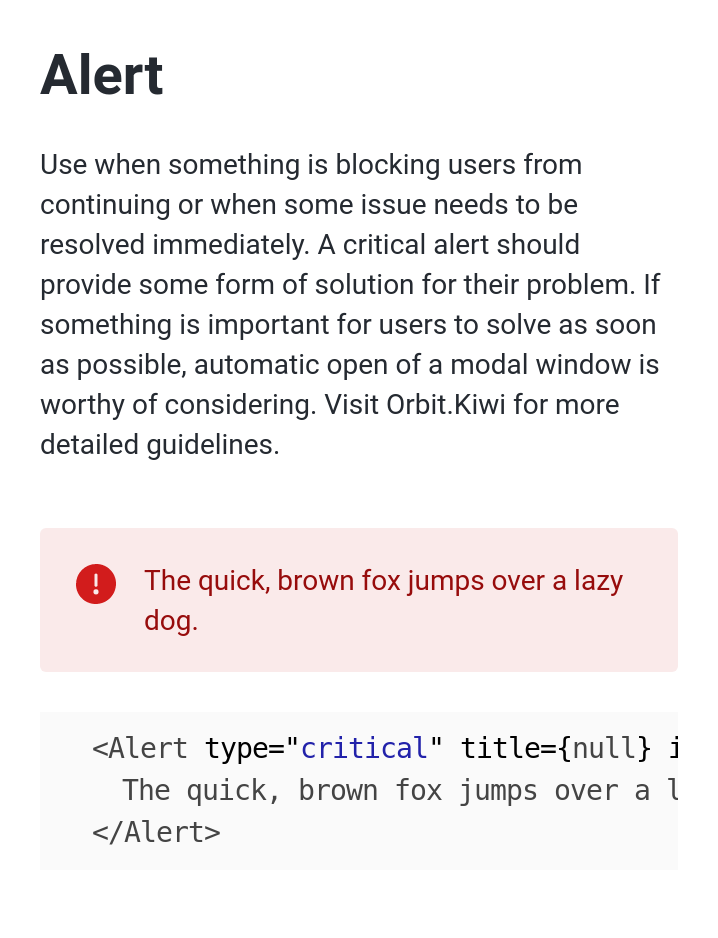 Alert
Use when something is blocking users from
continuing or when some issue needs to be
resolved immediately. A critical alert should
provide some form of solution for their problem. If
something is important for users to solve as soon
as possible, automatic open of a modal window is
worthy of considering. Visit Orbit.Kiwi for more
detailed guidelines.
The quick, brown fox jumps over a lazy
dog.
<Alert type="critical" title={null} i
The quick, brown fox jumps over a l
</Alert>